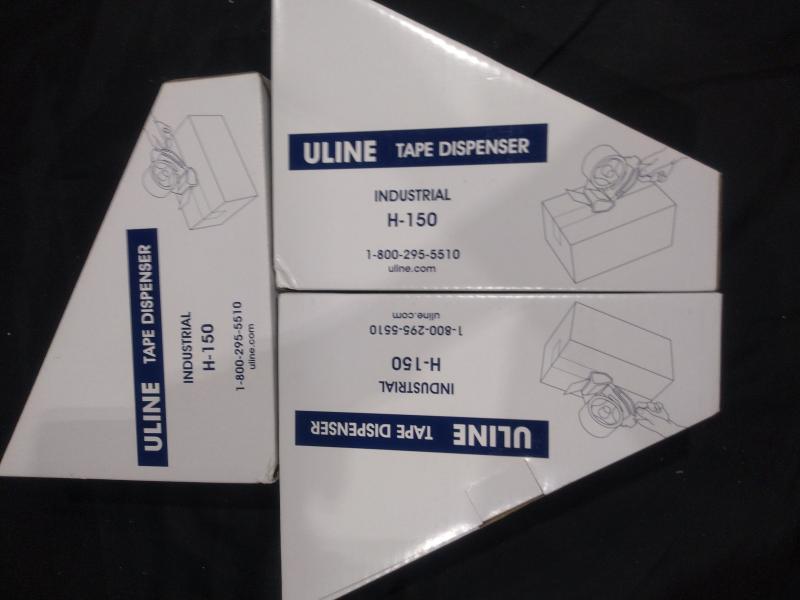 ULINE TAPE DISPENSER
INDUSTRIAL
H-150
1-800-295-5510
uline.com
ULINE TAPE DISPENSER
INDUSTRIAL
H-150
1-800-295-5510
uline.com
ULINE TAPE DISPENSER
INDUSTRIAL
H-150
1-800-295-5510
uline.com